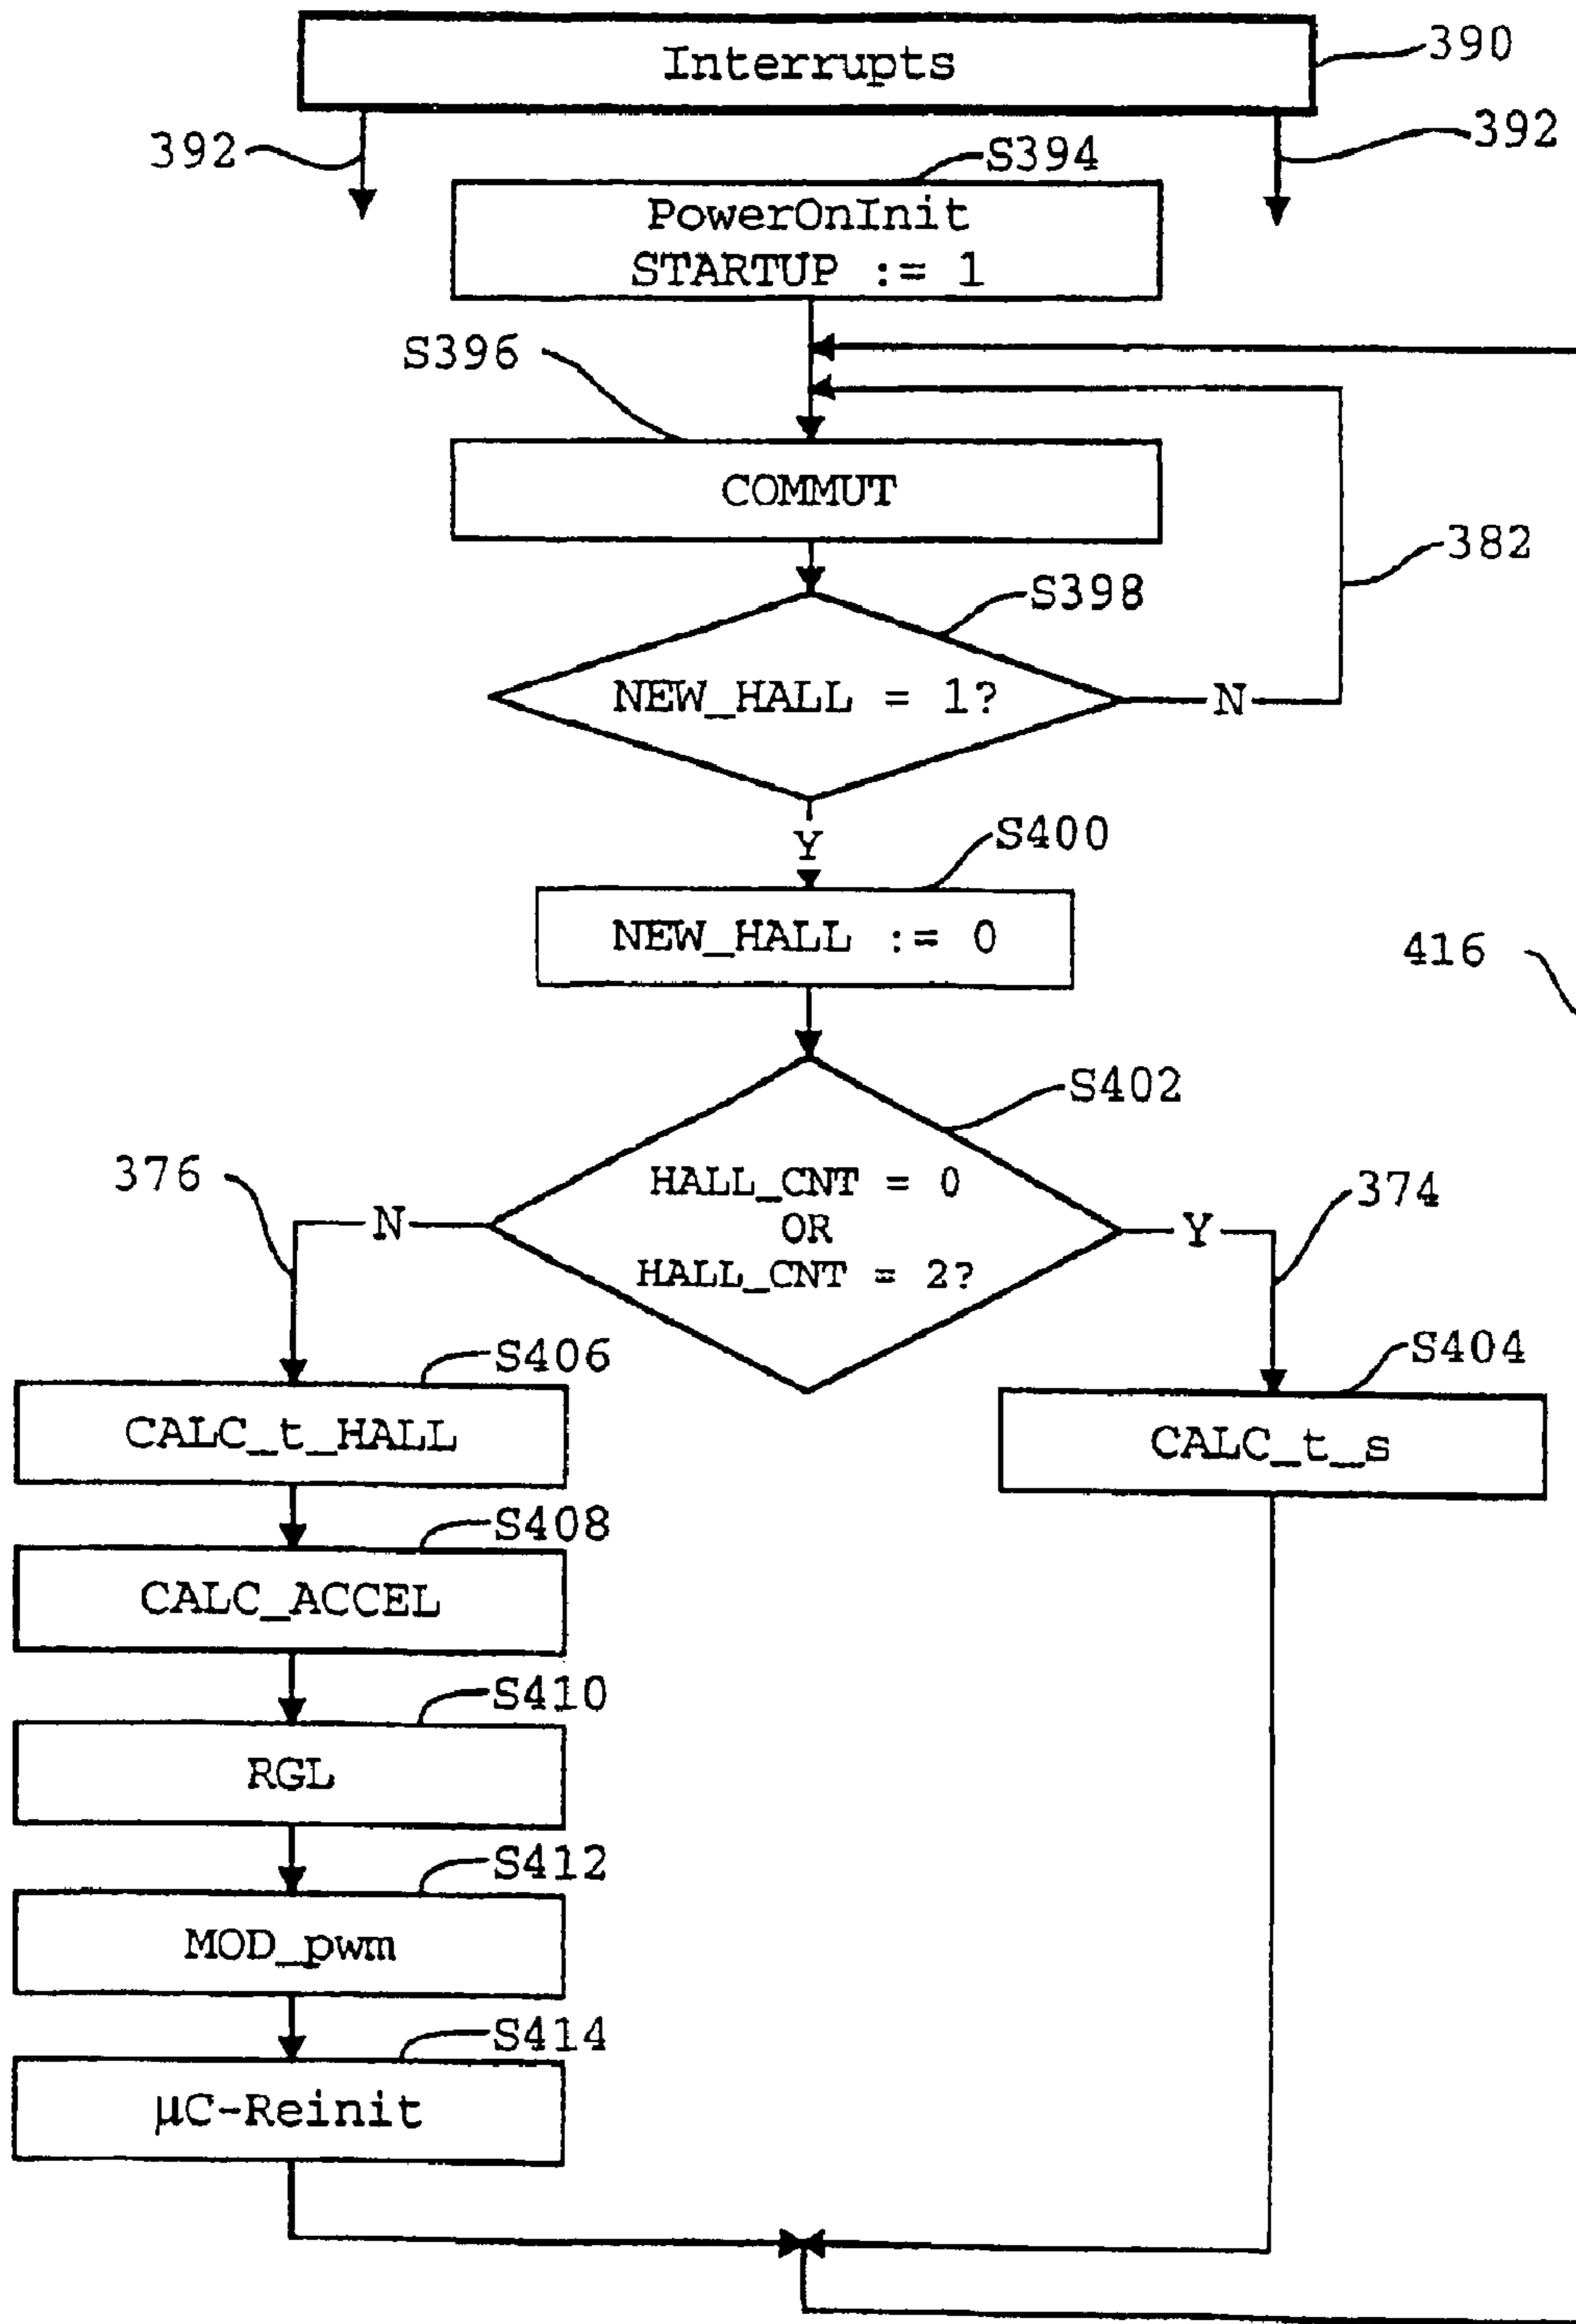 Interrupts
390
392
392
S394
PowerOnInit
STARTUP := 1
S396
COMMUT
382
S398
NEW_HALL = 1?
N
Y
S400
NEW_HALL := 0
416
S402
376
N
HALL_CNT = 0
OR
HALL_CNT = 2?
Y
374
S406
CALC_t_HALL
S404
CALC_t_s
S408
CALC_ACCEL
S410
RGL
S412
MOD_pwm
S414
µC-Reinit